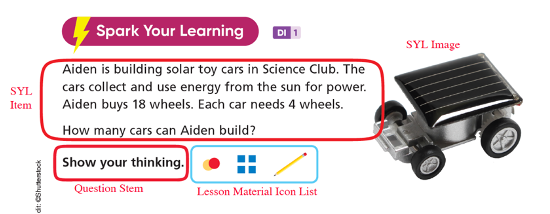 Spark Your Learning DI 1
SYL Image
SYL
Item
Aiden is building solar toy cars in Science Club. The
cars collect and use energy from the sun for power.
Aiden buys 18 wheels. Each car needs 4 wheels.
How many cars can Aiden build?
Show your thinking.
Question Stem
Lesson Material Icon List
dit: ©Shutterstock